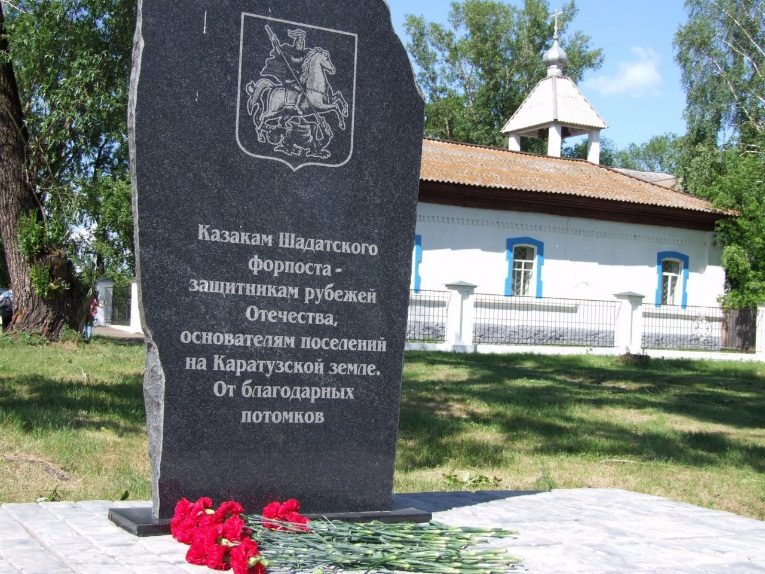 Казакам Шадатского
форпоста -
защитникам рубежей
Отечества,
основателям поселений
на Каратузской земле.
От благодарных
потомков